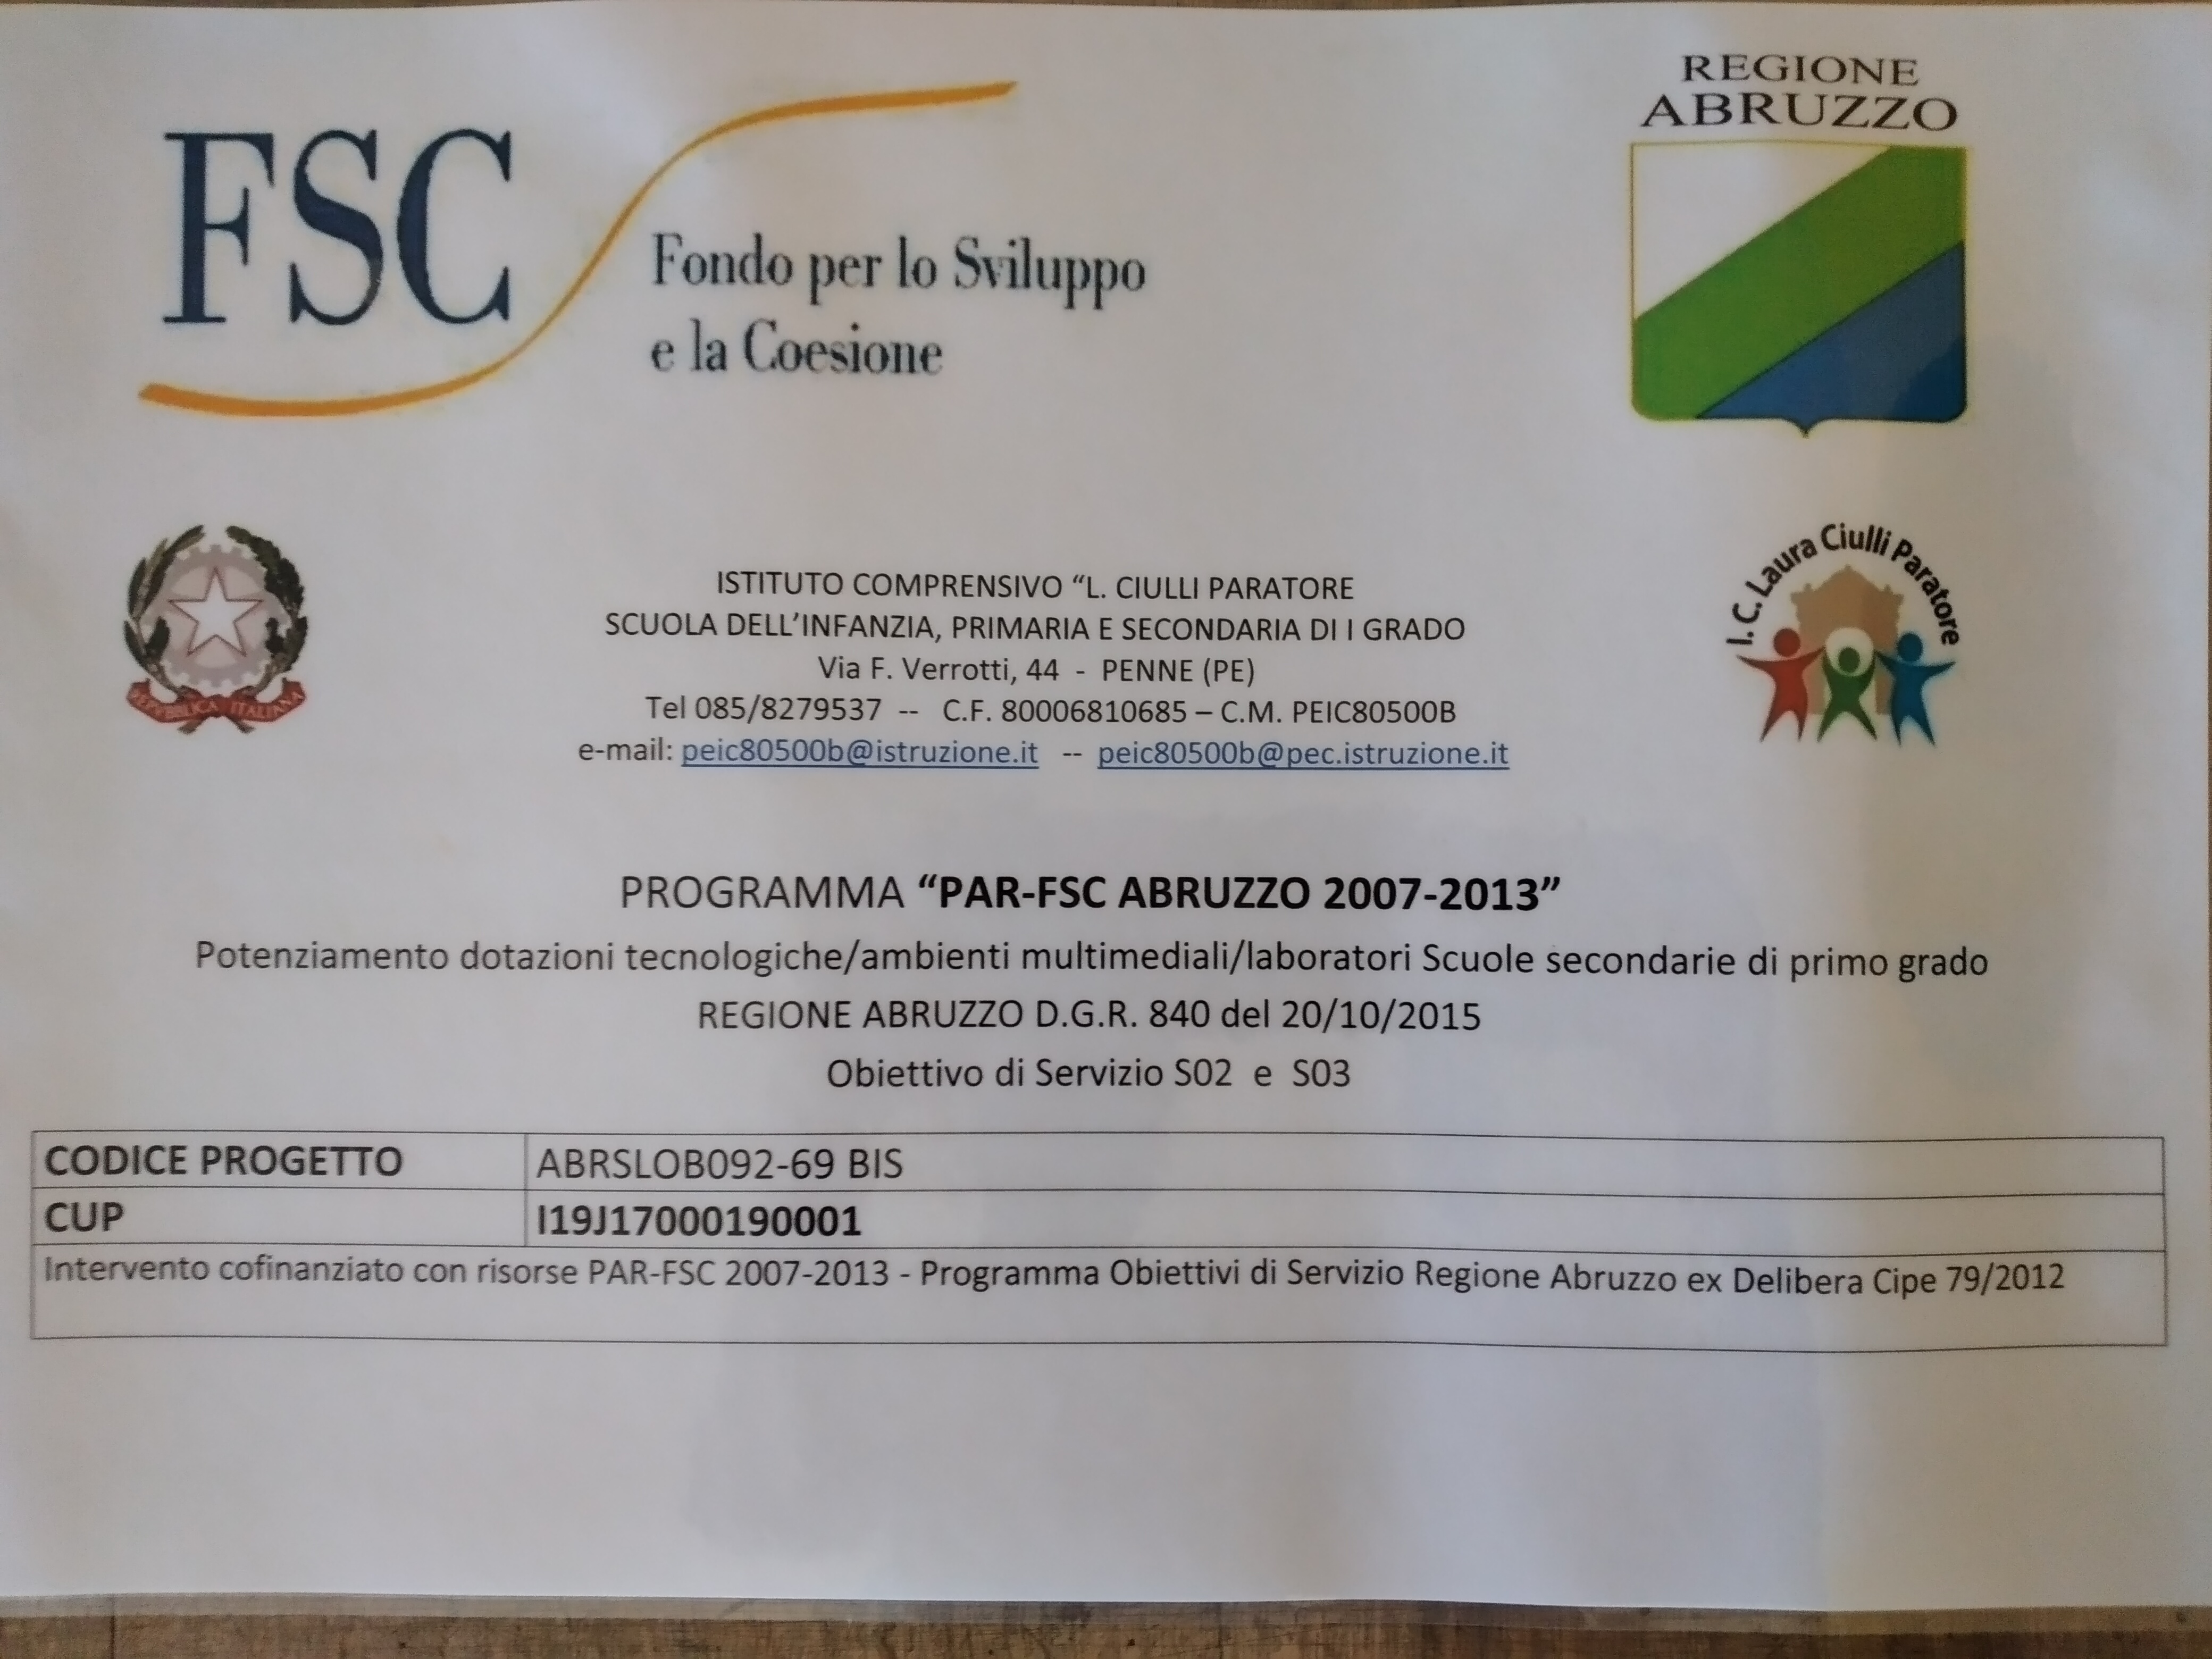 FSC
Fondo per lo Sviluppo
e la Coesione
REGIONE
ABRUZZO
REPVBBLICA ITALIANA
ISTITUTO COMPRENSIVO “L. CIULLI PARATORE
SCUOLA DELL’INFANZIA, PRIMARIA E SECONDARIA DI I GRADO
Via F. Verrotti, 44 - PENNE (PE)
Tel 085/8279537 -- C.F. 80006810685 – C.M. PEIC80500B
e-mail: peic80500b@istruzione.it -- peic80500b@pec.istruzione.it
I. C. Laura Ciulli Paratore
PROGRAMMA “PAR-FSC ABRUZZO 2007-2013”
Potenziamento dotazioni tecnologiche/ambienti multimediali/laboratori Scuole secondarie di primo grado
REGIONE ABRUZZO D.G.R. 840 del 20/10/2015
Obiettivo di Servizio S02 e S03
CODICE PROGETTO ABRSLOB092-69 BIS
CUP I19J17000190001
Intervento cofinanziato con risorse PAR-FSC 2007-2013 - Programma Obiettivi di Servizio Regione Abruzzo ex Delibera Cipe 79/2012